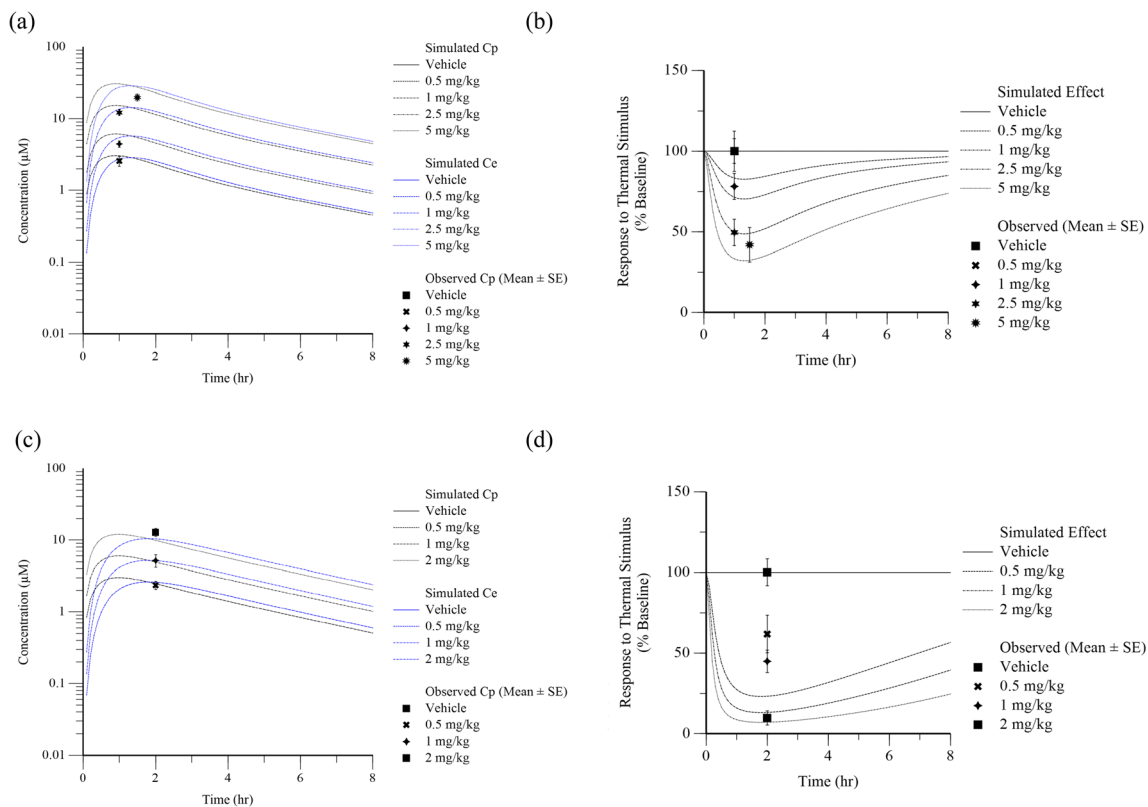 (a)
Concentration (μM)
100
10
1
0.1
0.01
0
2
4
6
8
Time (hr)
Simulated Cp
Vehicle
0.5 mg/kg
1 mg/kg
2.5 mg/kg
5 mg/kg
Simulated Ce
Vehicle
0.5 mg/kg
1 mg/kg
2.5 mg/kg
5 mg/kg
Observed Cp (Mean ± SE)
Vehicle
0.5 mg/kg
1 mg/kg
2.5 mg/kg
5 mg/kg
(b)
Response to Thermal Stimulus
(% Baseline)
150
100
50
0
0
2
4
6
8
Time (hr)
Simulated Effect
Vehicle
0.5 mg/kg
1 mg/kg
2.5 mg/kg
5 mg/kg
Observed (Mean ± SE)
Vehicle
0.5 mg/kg
1 mg/kg
2.5 mg/kg
5 mg/kg
(c)
Concentration (μM)
100
10
1
0.1
0.01
0
2
4
6
8
Time (hr)
Simulated Cp
Vehicle
0.5 mg/kg
1 mg/kg
2 mg/kg
Simulated Ce
Vehicle
0.5 mg/kg
1 mg/kg
2 mg/kg
Observed Cp (Mean ± SE)
Vehicle
0.5 mg/kg
1 mg/kg
2 mg/kg
(d)
Response to Thermal Stimulus
(% Baseline)
150
100
50
0
0
2
4
6
8
Time (hr)
Simulated Effect
Vehicle
0.5 mg/kg
1 mg/kg
2 mg/kg
Observed (Mean ± SE)
Vehicle
0.5 mg/kg
1 mg/kg
2 mg/kg